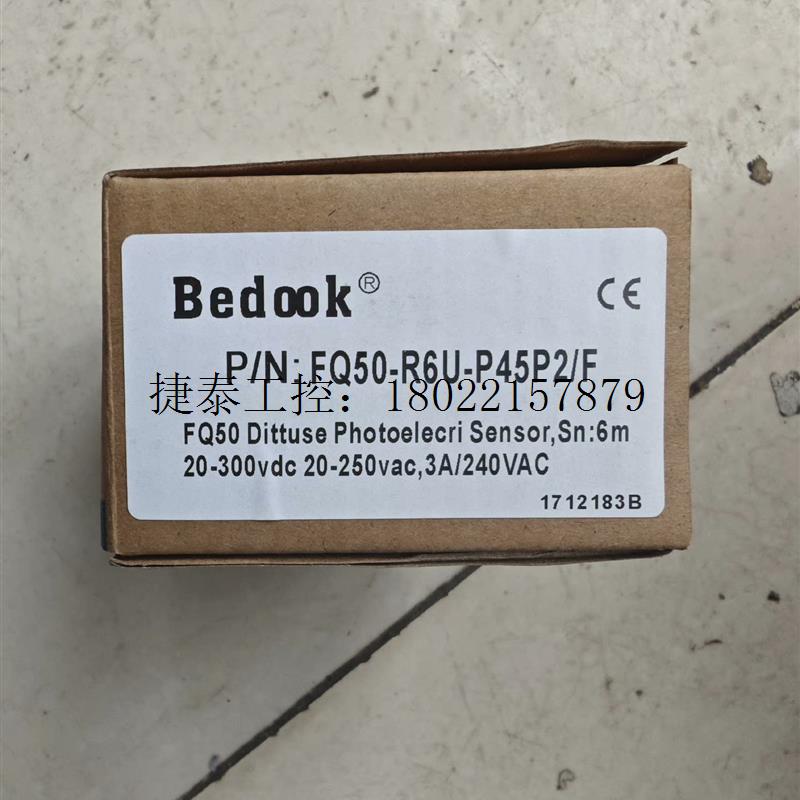 Bedook® CE
P/N: FQ50-R6U-P45P2/F
捷泰工控：18022157879
FQ50 Dittuse Photoelecri Sensor,Sn:6m
20-300vdc 20-250vac,3A/240VAC
1712183B